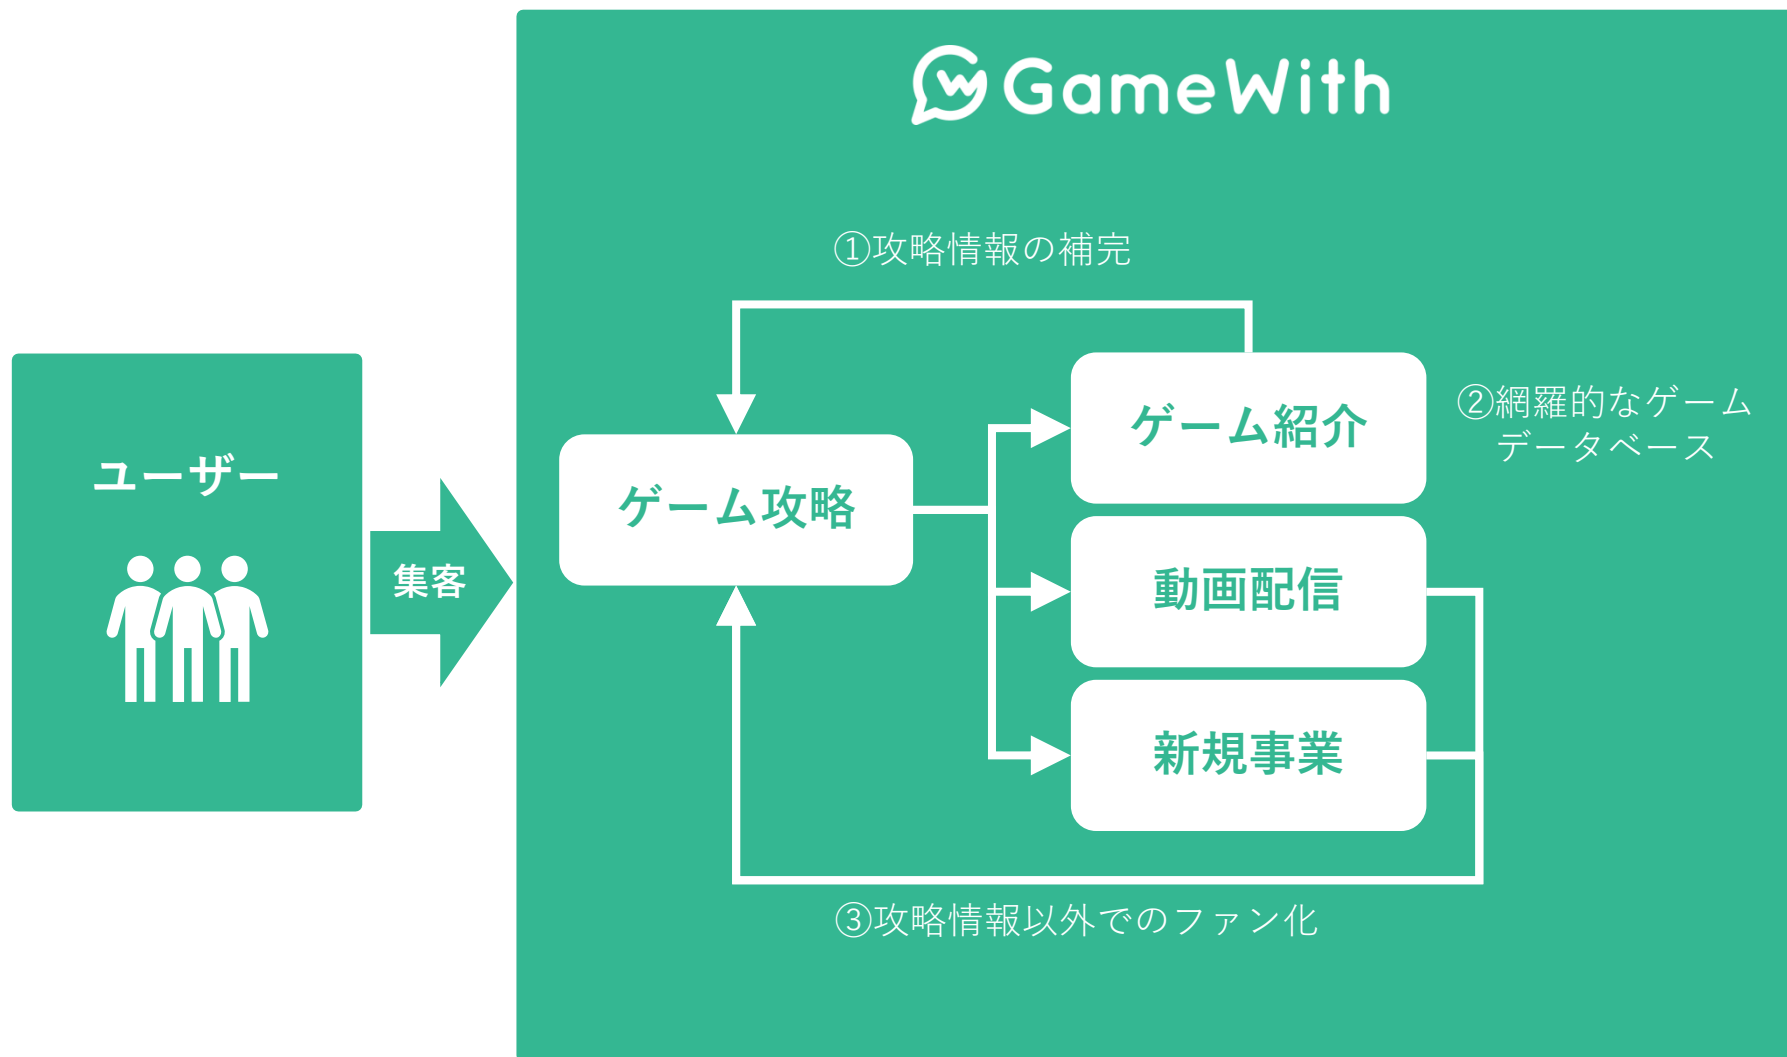 GameWith
①攻略情報の補完
ユーザー
集客
ゲーム攻略
ゲーム紹介
②網羅的なゲーム
データベース
動画配信
新規事業
③攻略情報以外でのファン化